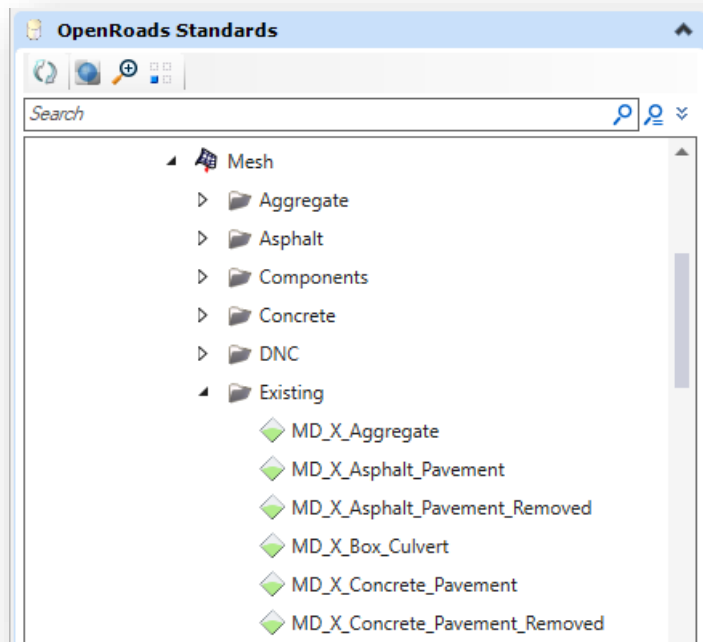 OpenRoads Standards
Search
Mesh
Aggregate
Asphalt
Components
Concrete
DNC
Existing
MD_X_Aggregate
MD_X_Asphalt_Pavement
MD_X_Asphalt_Pavement_Removed
MD_X_Box_Culvert
MD_X_Concrete_Pavement
MD_X_Concrete_Pavement_Removed